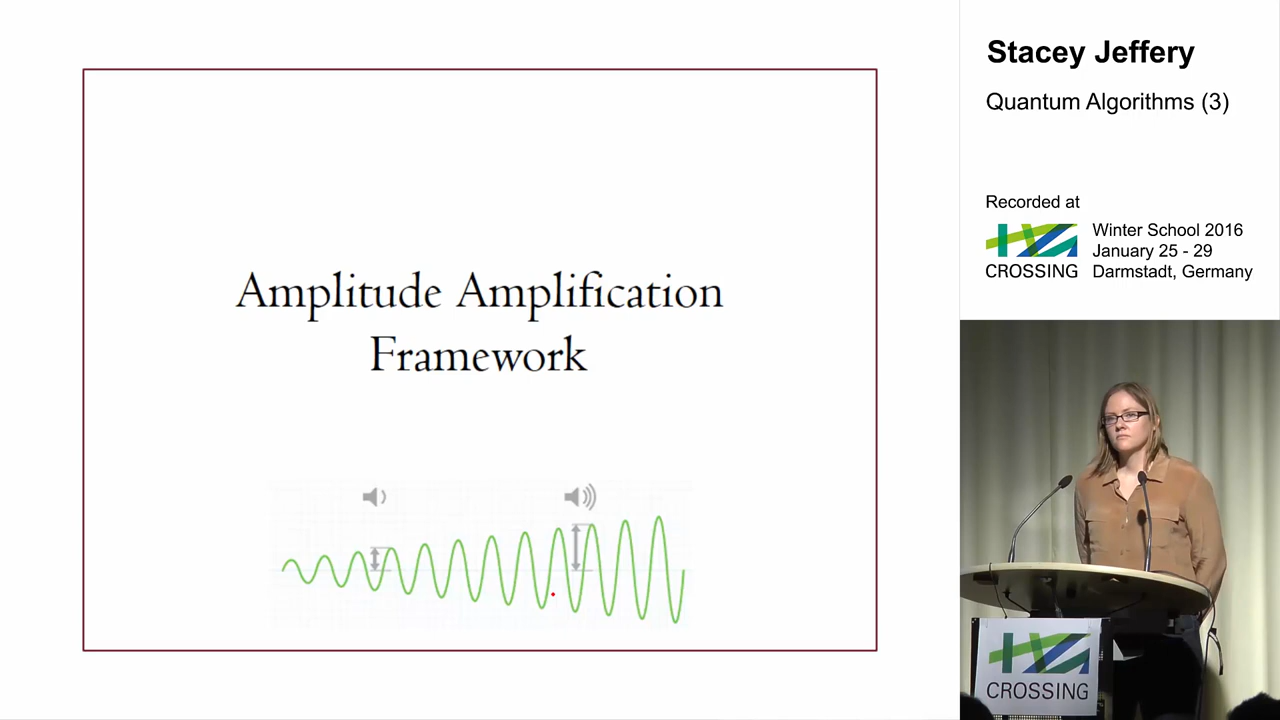 Amplitude Amplification
Framework
Stacey Jeffery
Quantum Algorithms (3)
Recorded at
CROSSING
Winter School 2016
January 25 - 29
Darmstadt, Germany
CROSSING